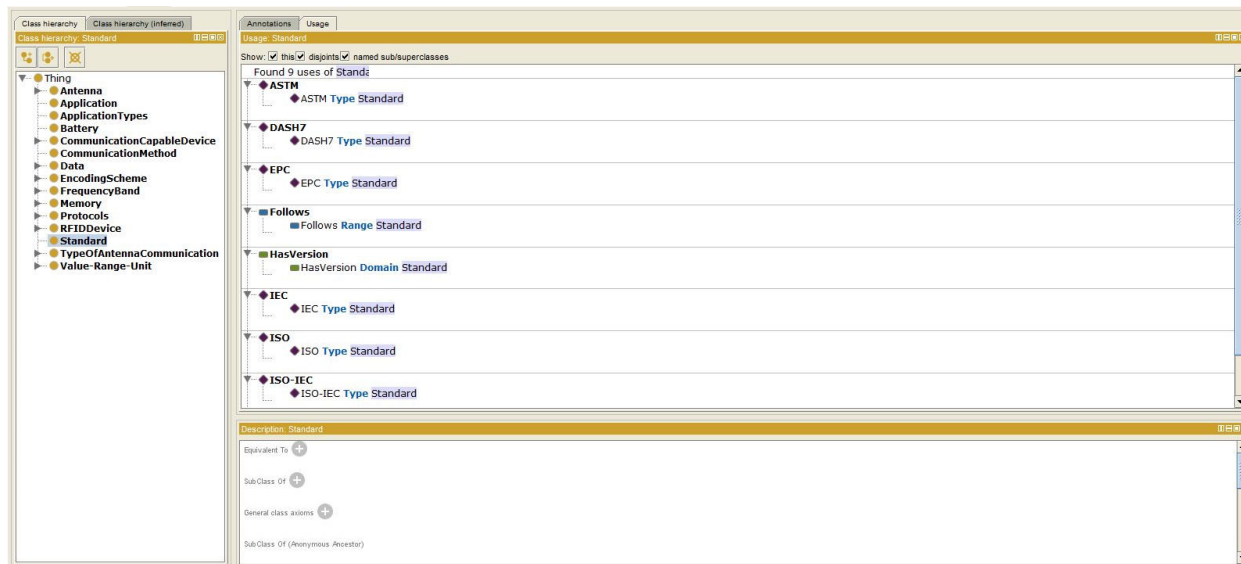 Class hierarchy Class hierarchy (inferred)
Class hierarchy: Standard
Thing
Antenna
Application
ApplicationTypes
Battery
CommunicationCapableDevice
CommunicationMethod
Data
EncodingScheme
FrequencyBand
Memory
Protocols
RFIDDevice
Standard
TypeOfAntennaCommunication
Value-Range-Unit
Annotations Usage
Usage: Standard
Show: this disjoints named sub/superclasses
Found 9 uses of Standa
ASTM
ASTM Type Standard
DASH7
DASH7 Type Standard
EPC
EPC Type Standard
Follows
Follows Range Standard
HasVersion
HasVersion Domain Standard
IEC
IEC Type Standard
ISO
ISO Type Standard
ISO-IEC
ISO-IEC Type Standard
Description: Standard
Equivalent To
SubClass Of
General class axioms
SubClass Of (Anonymous Ancestor)